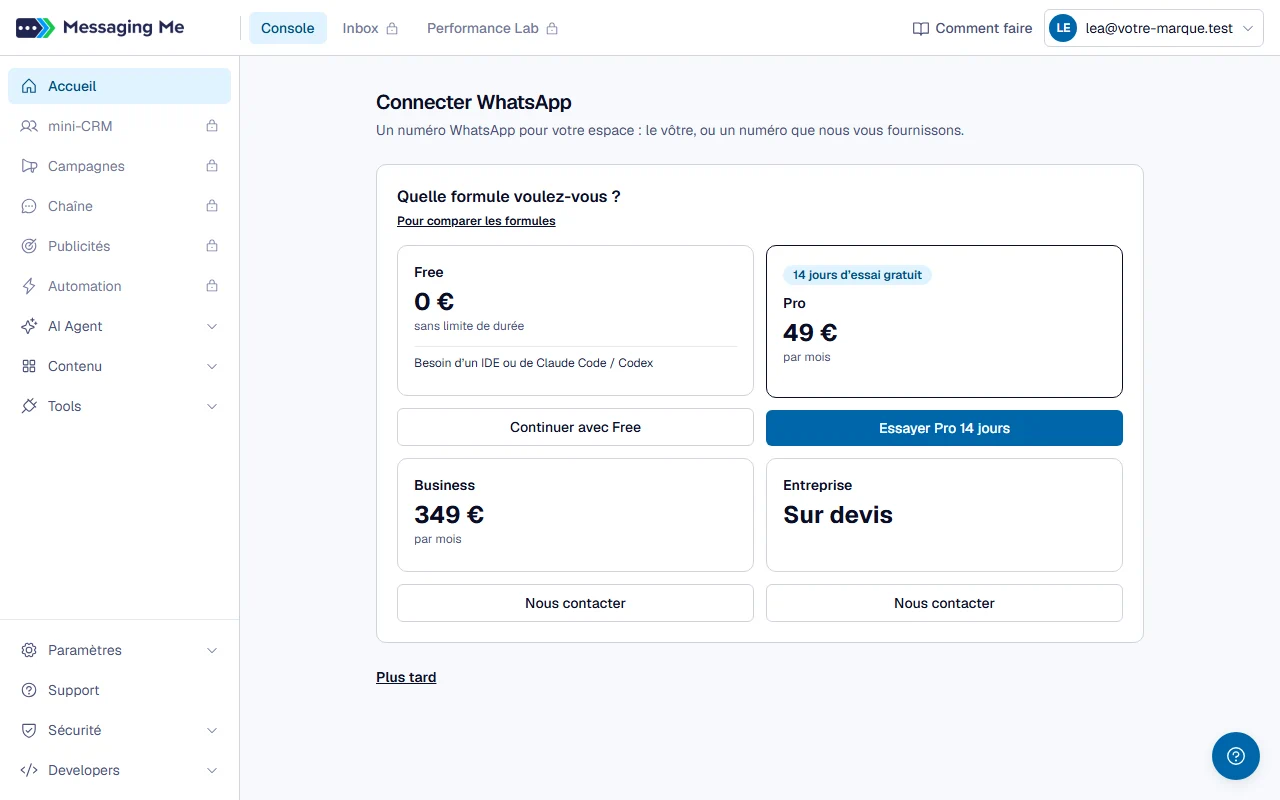 Messaging Me
Console
Inbox
Performance Lab
Comment faire
LE
lea@votre-marque.test
Accueil
mini-CRM
Campagnes
Chaîne
Publicités
Automation
AI Agent
Contenu
Tools
Paramètres
Support
Sécurité
Developers
Connecter WhatsApp
Un numéro WhatsApp pour votre espace : le vôtre, ou un numéro que nous vous fournissons.
Quelle formule voulez-vous ?
Pour comparer les formules
Free
0 €
sans limite de durée
Besoin d'un IDE ou de Claude Code / Codex
Continuer avec Free
14 jours d'essai gratuit
Pro
49 €
par mois
Essayer Pro 14 jours
Business
349 €
par mois
Nous contacter
Entreprise
Sur devis
Nous contacter
Plus tard